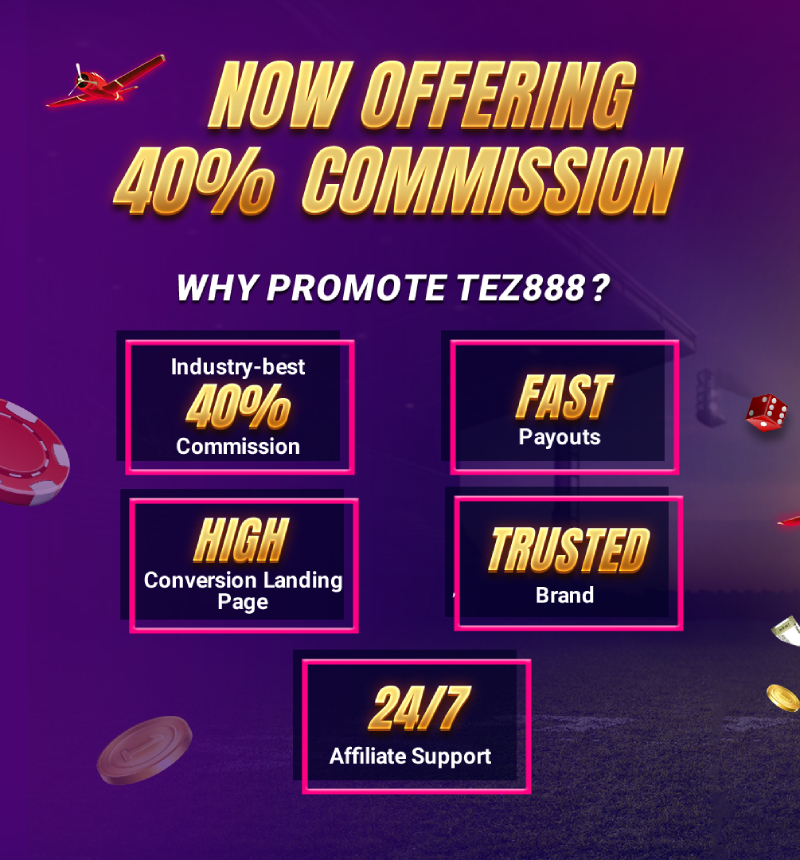 NOW OFFERING
40% COMMISSION
WHY PROMOTE TEZ888?
Industry-best
40%
Commission
FAST
Payouts
HIGH
Conversion Landing
Page
TRUSTED
Brand
24/7
Affiliate Support